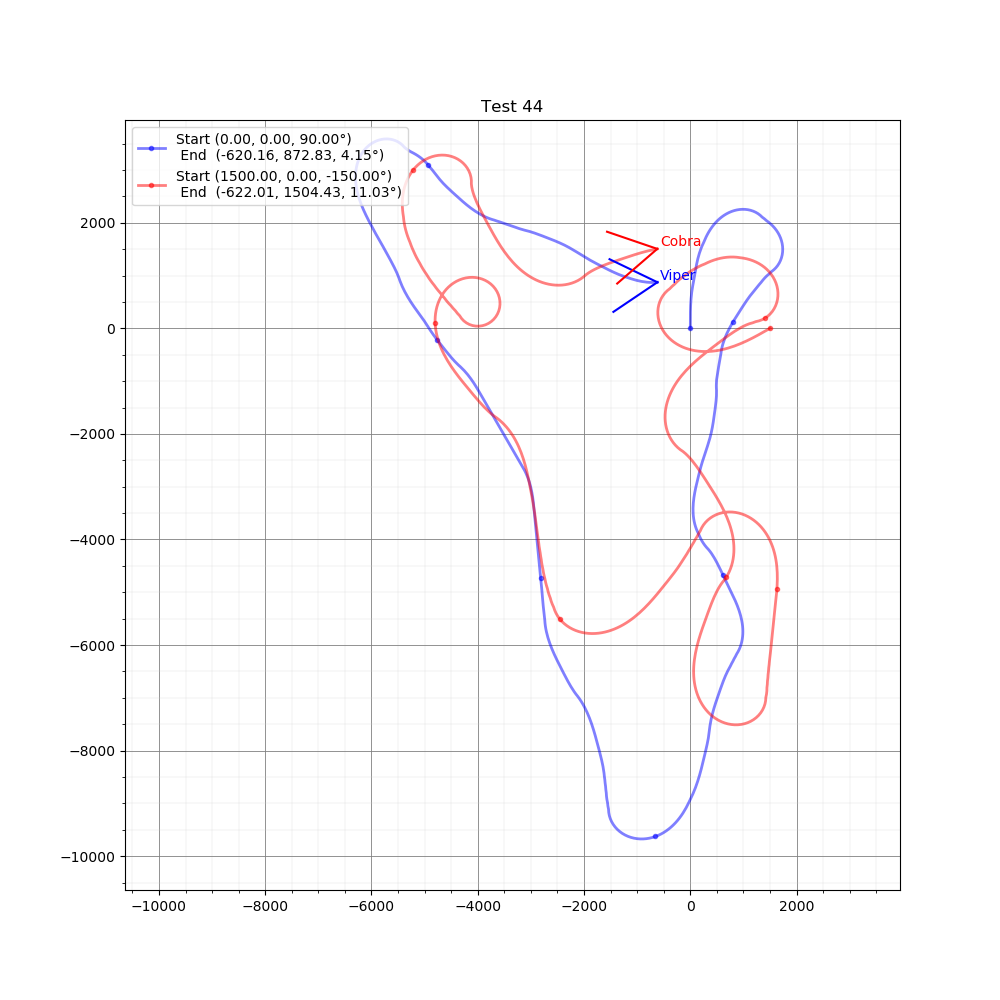 Test 44
Start (0.00, 0.00, 90.00°)
End  (-620.16, 872.83, 4.15°)
Start (1500.00, 0.00, -150.00°)
End  (-622.01, 1504.43, 11.03°)
Cobra
Viper
2000
0
−2000
−4000
−6000
−8000
−10000
−10000 −8000 −6000 −4000 −2000 0 2000